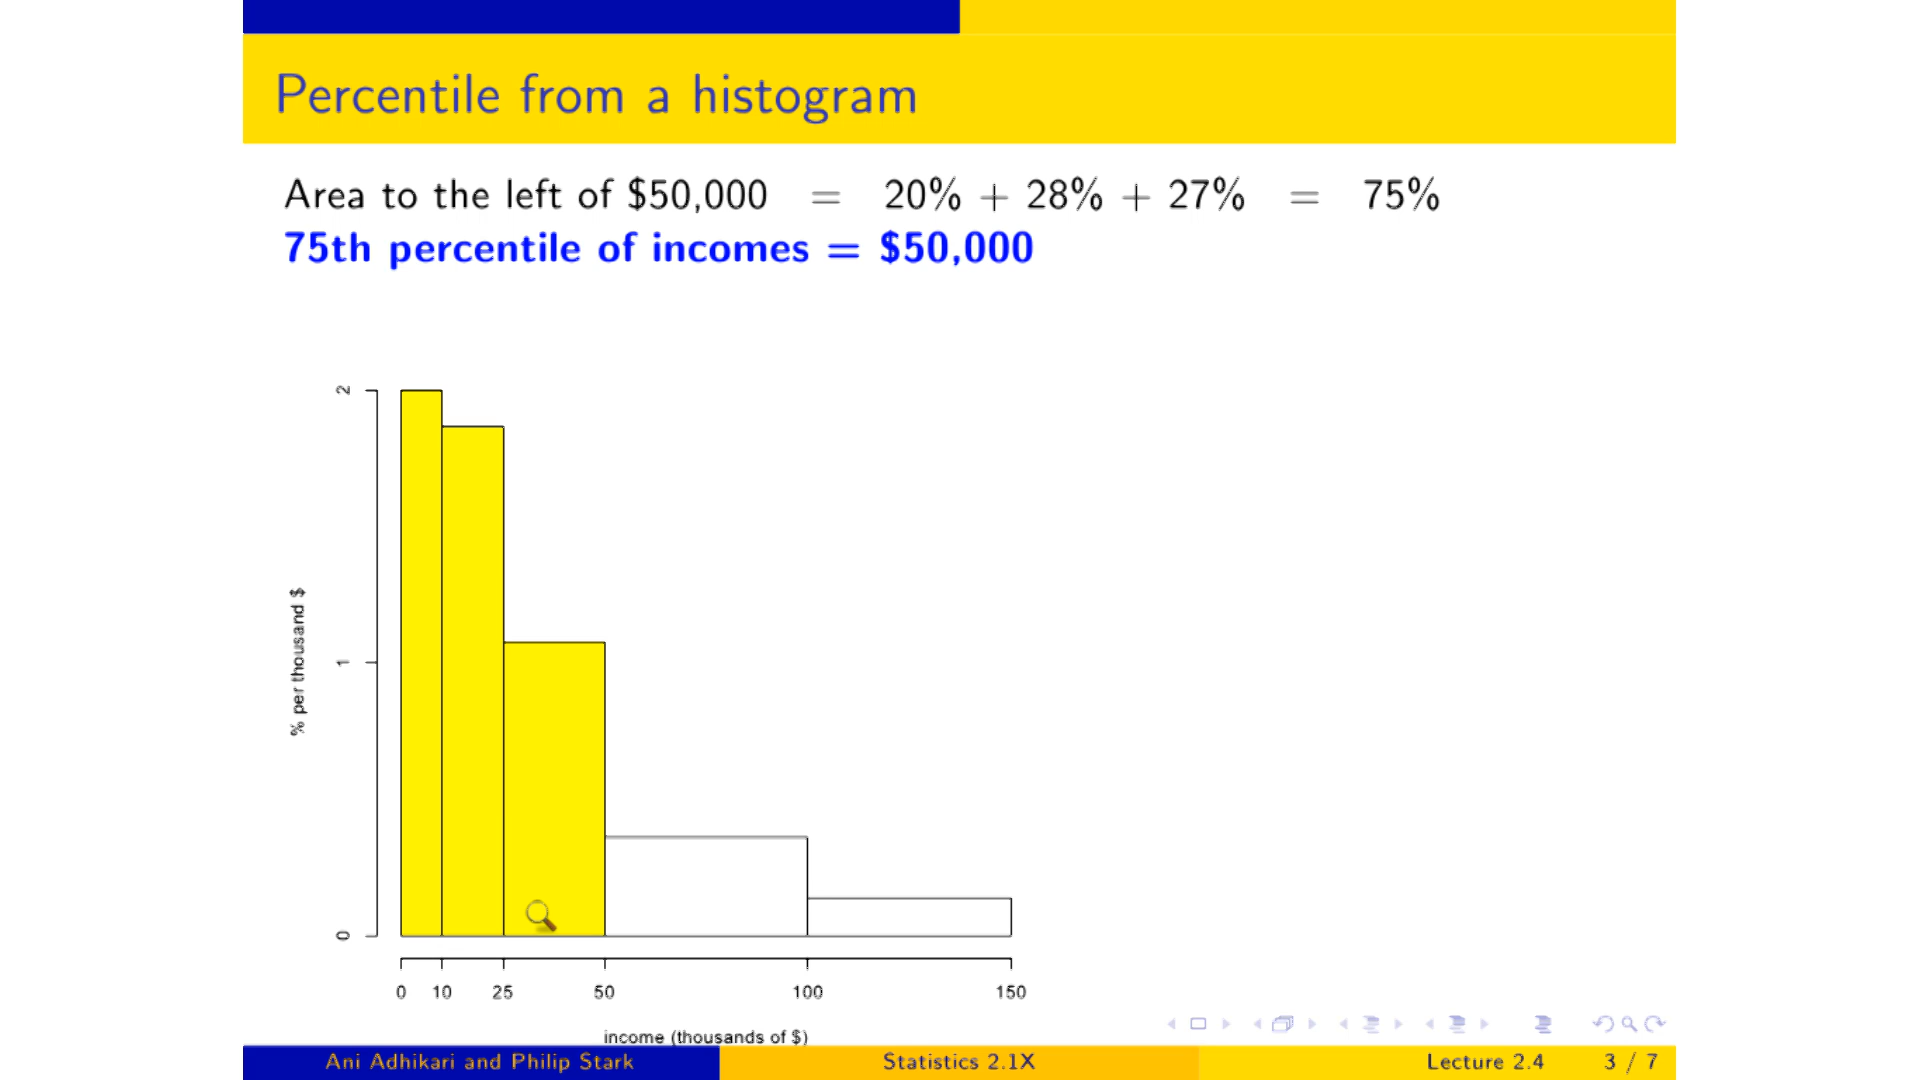 Percentile from a histogram
Area to the left of $50,000 = 20% + 28% + 27% = 75%
75th percentile of incomes = $50,000
2
1
0
% per thousand $
0 10 25 50 100 150
income (thousands of $)
Ani Adhikari and Philip Stark Statistics 2.1X Lecture 2.4 3 / 7